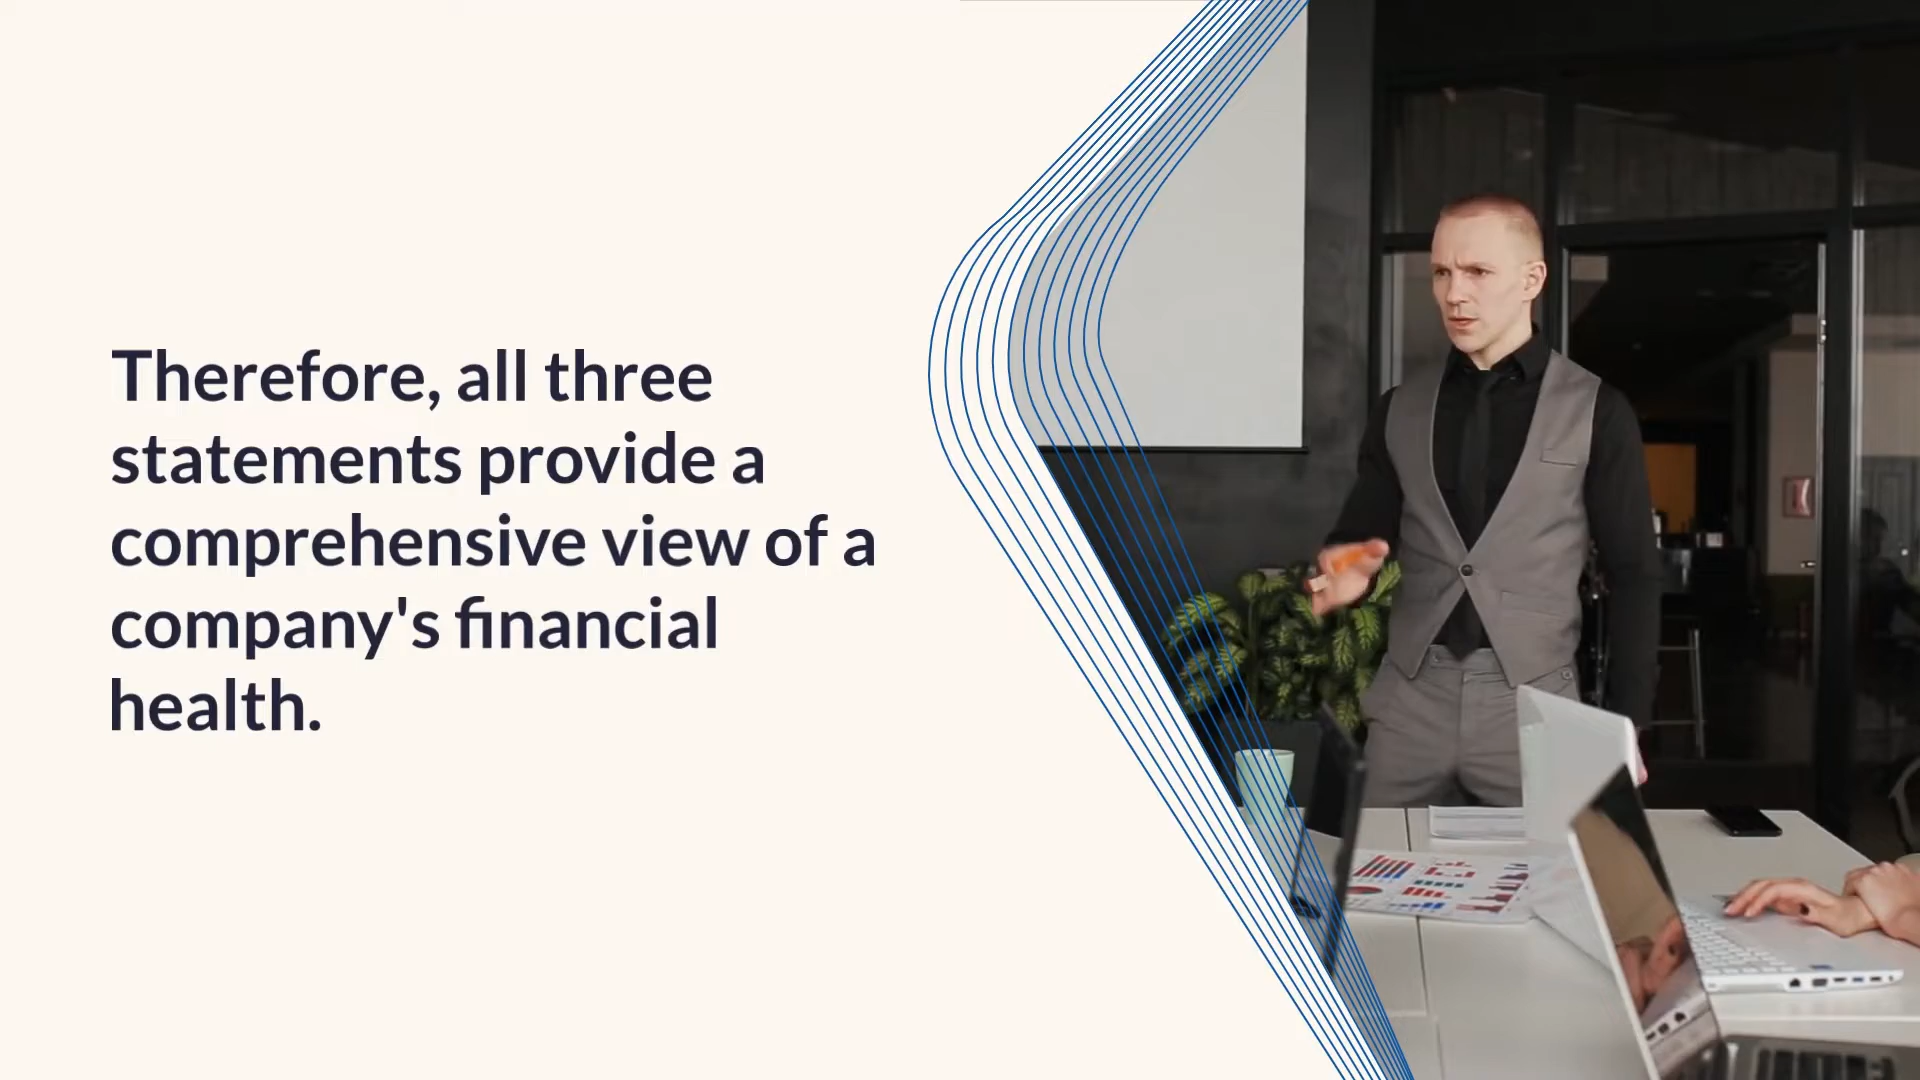 Therefore, all three
statements provide a
comprehensive view of a
company's financial
health.